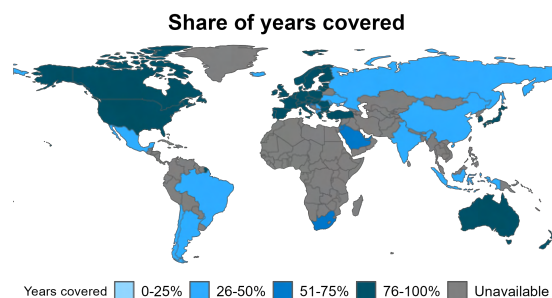 Share of years covered
Years covered 0-25% 26-50% 51-75% 76-100% Unavailable